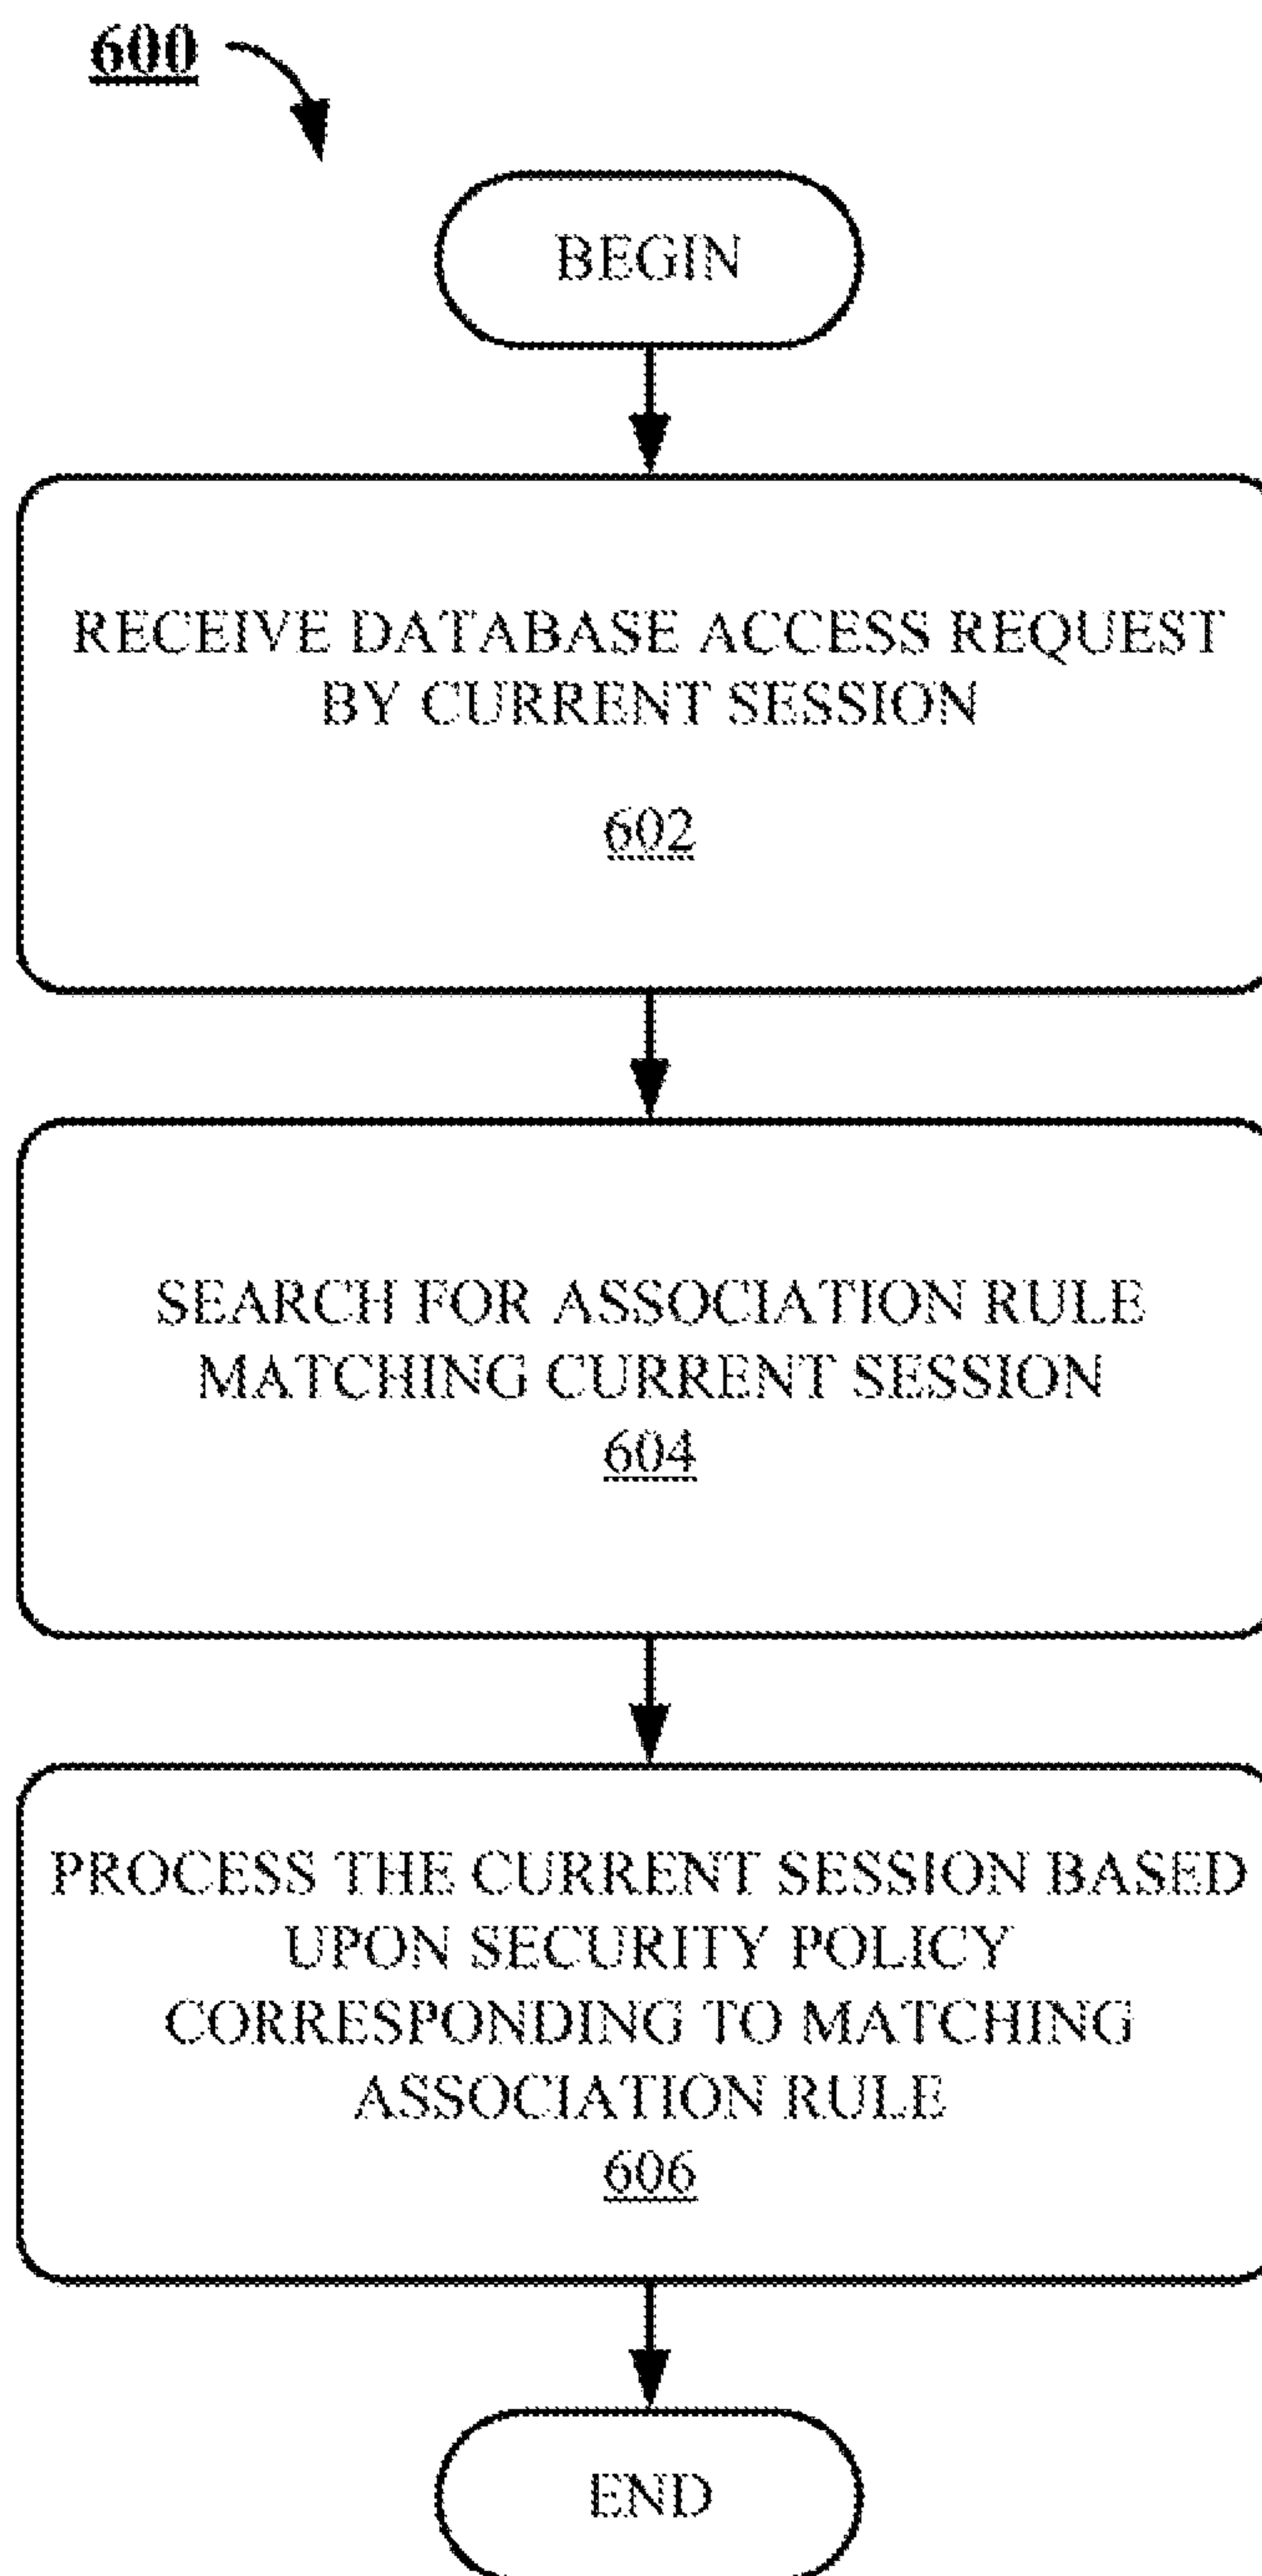 600
BEGIN
RECEIVE DATABASE ACCESS REQUEST
BY CURRENT SESSION
602
SEARCH FOR ASSOCIATION RULE
MATCHING CURRENT SESSION
604
PROCESS THE CURRENT SESSION BASED
UPON SECURITY POLICY
CORRESPONDING TO MATCHING
ASSOCIATION RULE
606
END